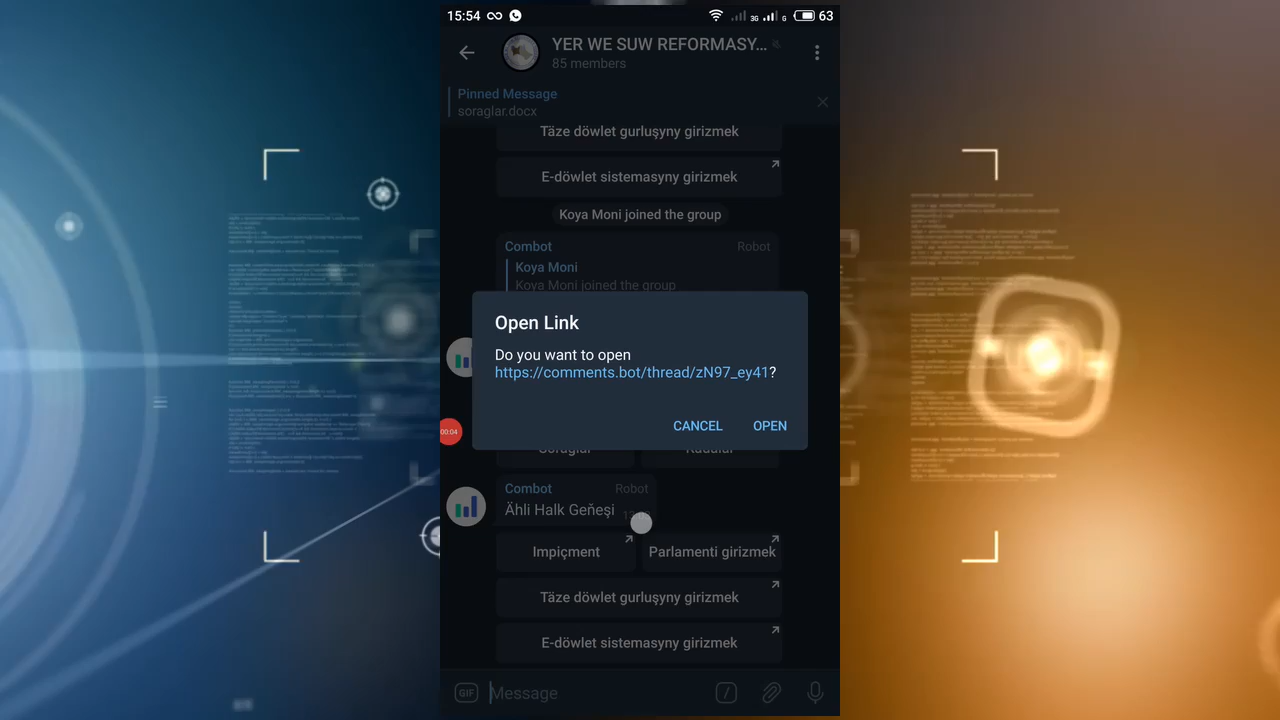 15:54
3G
G
63
YER WE SUW REFORMASY...
85 members
Pinned Message
soraglar.docx
Täze döwlet gurluşyny girizmek
E-döwlet sistemasyny girizmek
Koya Moni joined the group
Combot Robot
Koya Moni
Koya Moni joined the group
Open Link
Do you want to open
https://comments.bot/thread/zN97_ey41?
CANCEL OPEN
00:04
Combot Robot
Ähli Halk Geňeşi
Impiçment Parlamenti girizmek
Täze döwlet gurluşyny girizmek
E-döwlet sistemasyny girizmek
GIF Message